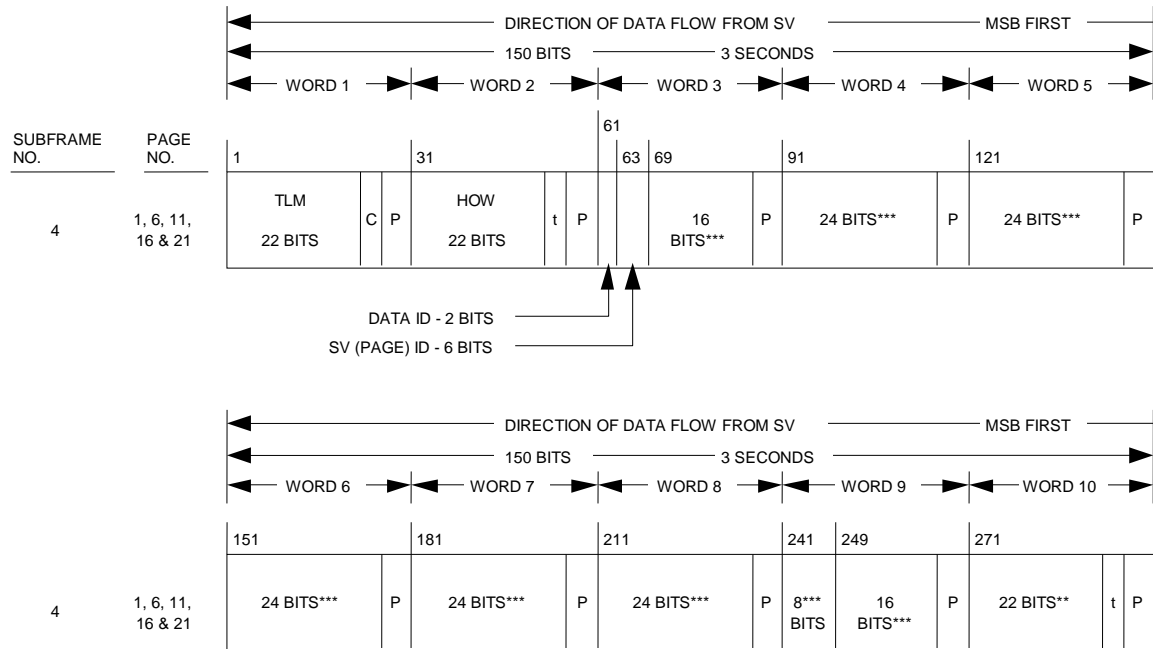 DIRECTION OF DATA FLOW FROM SV MSB FIRST
150 BITS 3 SECONDS
WORD 1 WORD 2 WORD 3 WORD 4 WORD 5
SUBFRAME NO.
PAGE NO.
1 31 61 63 69 91 121
4
1, 6, 11,
16 & 21
TLM
22 BITS
C P
HOW
22 BITS
t P
16
BITS***
P
24 BITS*** P
24 BITS*** P
DATA ID - 2 BITS
SV (PAGE) ID - 6 BITS
DIRECTION OF DATA FLOW FROM SV MSB FIRST
150 BITS 3 SECONDS
WORD 6 WORD 7 WORD 8 WORD 9 WORD 10
151 181 211 241 249 271
4
1, 6, 11,
16 & 21
24 BITS*** P
24 BITS*** P
24 BITS*** P
8***
BITS
16
BITS***
P
22 BITS** t P